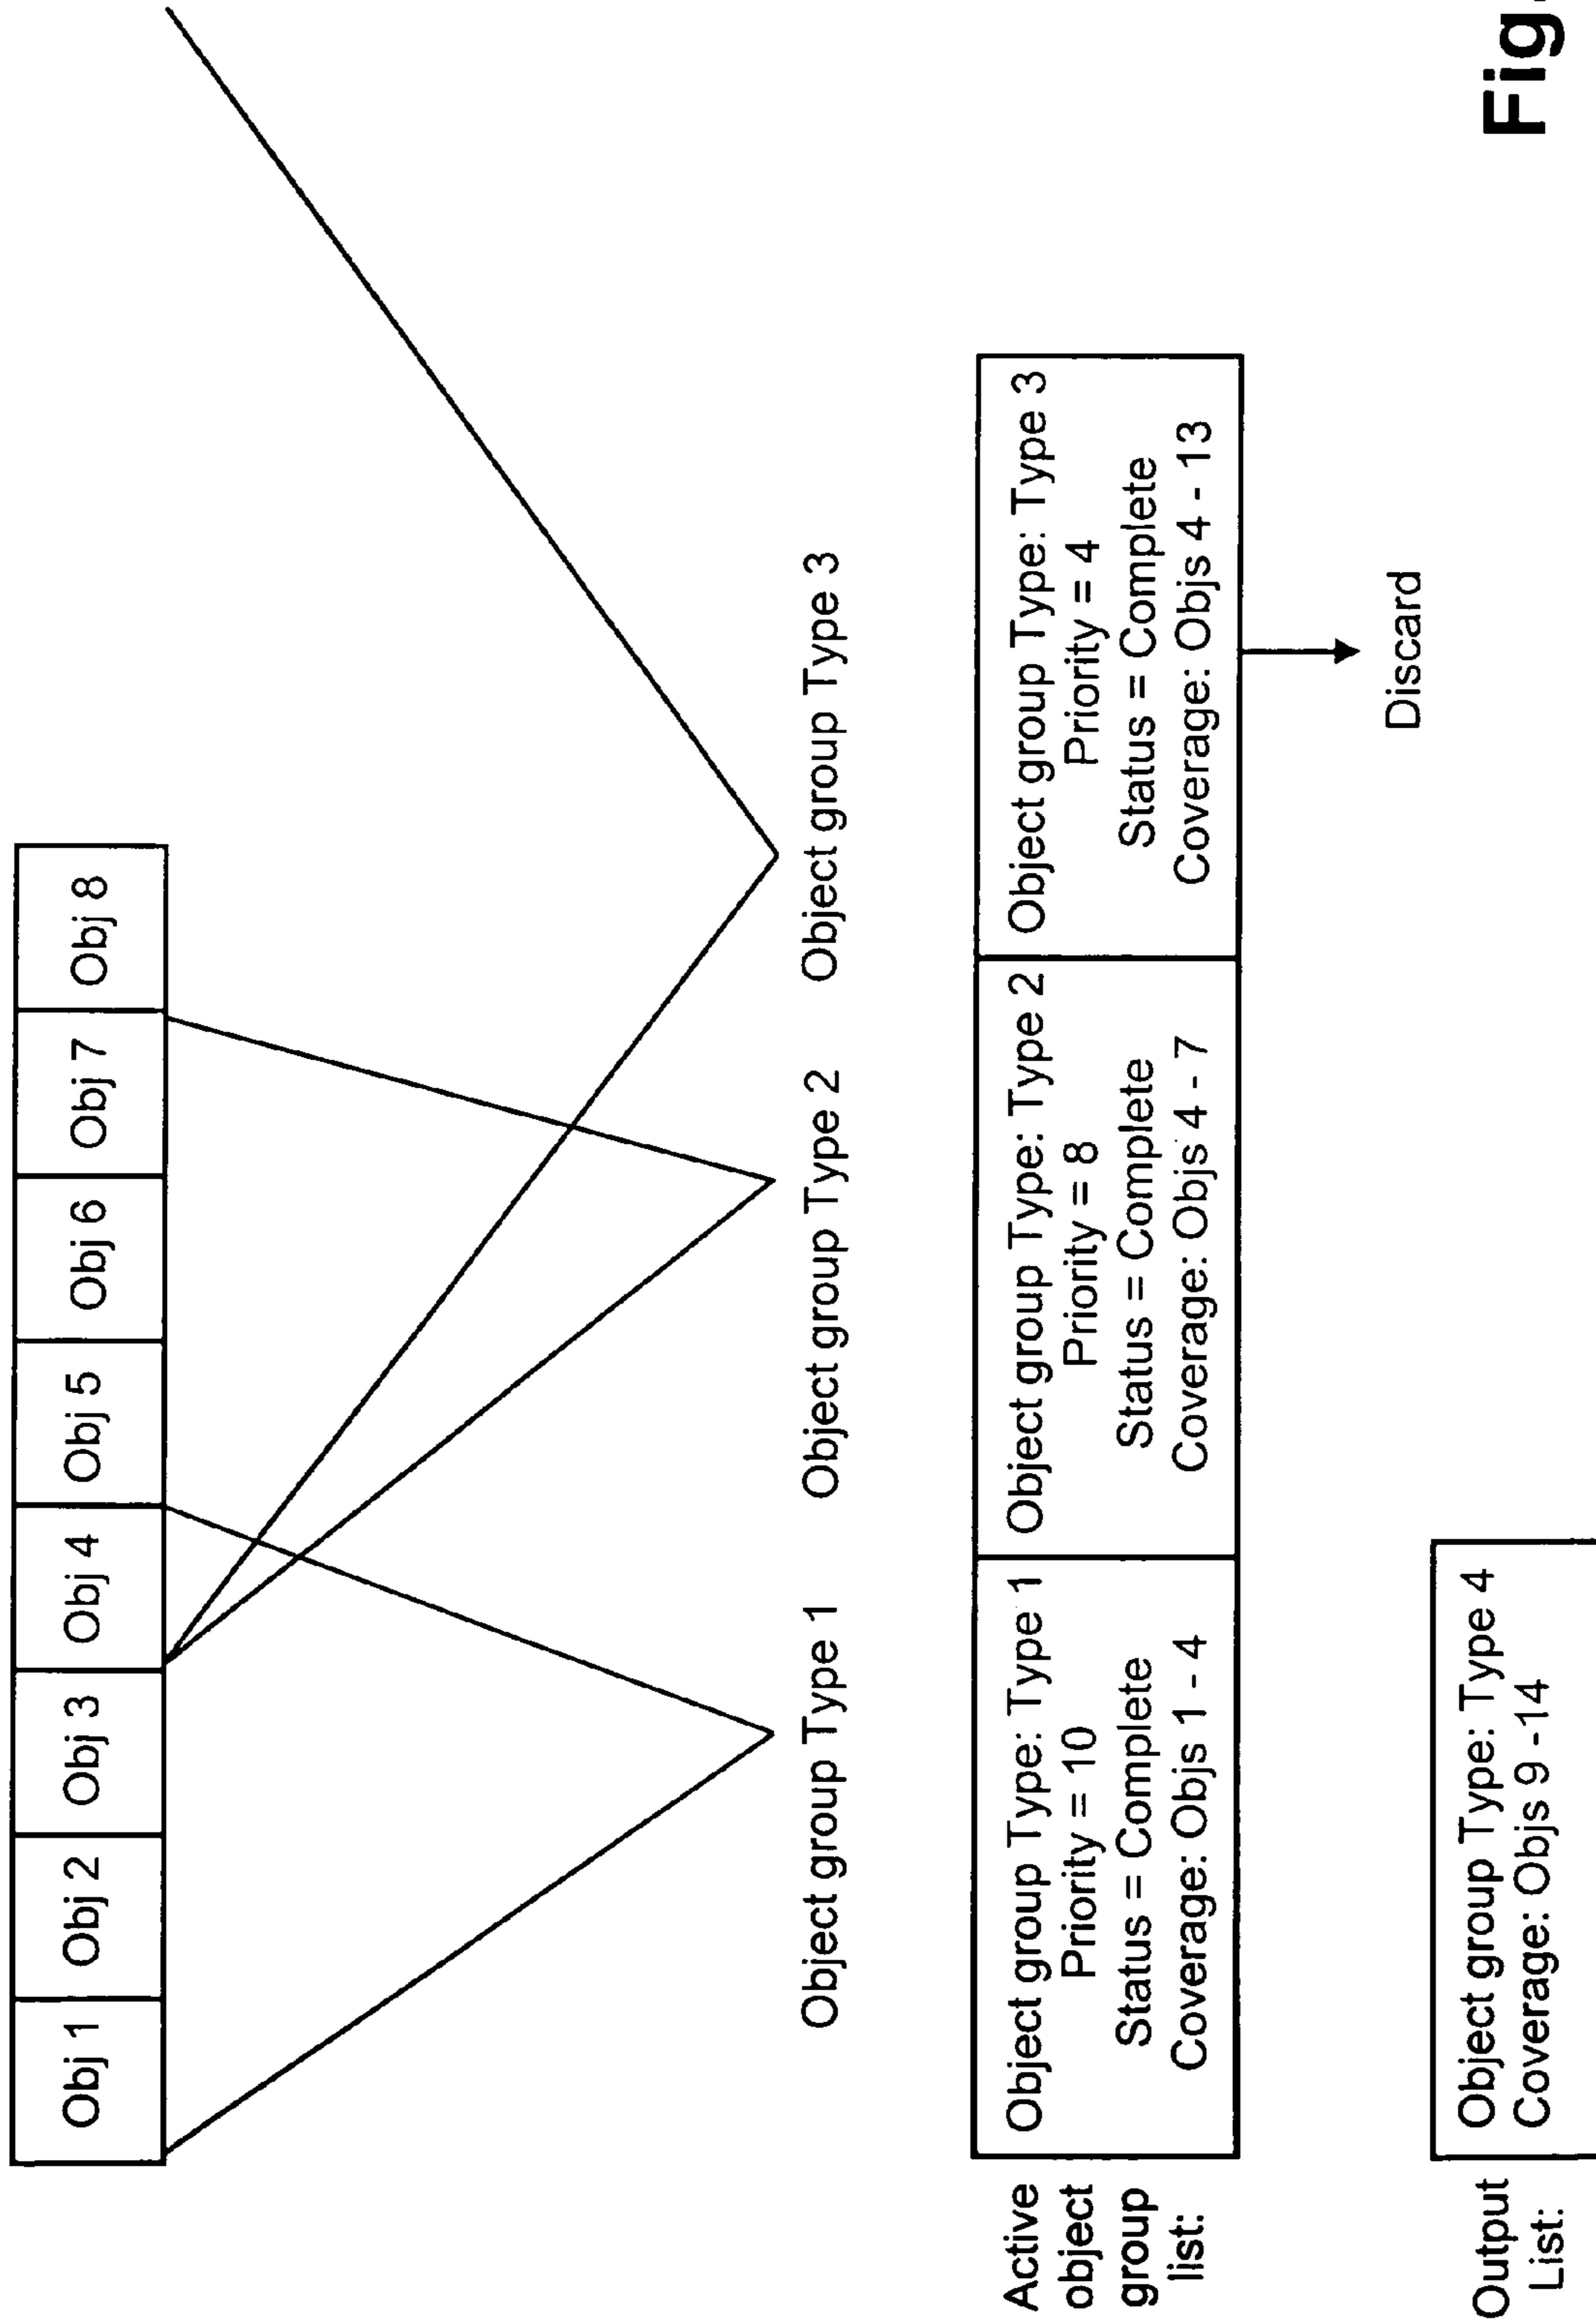 Obj 1
Obj 2
Obj 3
Obj 4
Obj 5
Obj 6
Obj 7
Obj 8
Object group Type 1
Object group Type 2
Object group Type 3
Active
object
group
list:
Object group Type: Type 1
Priority = 10
Status = Complete
Coverage: Objs 1 - 4
Object group Type: Type 2
Priority = 8
Status = Complete
Coverage: Objs 4 - 7
Object group Type: Type 3
Priority = 4
Status = Complete
Coverage: Objs 4 - 13
Discard
Output
List:
Object group Type: Type 4
Coverage: Objs 9 -14
Fig.